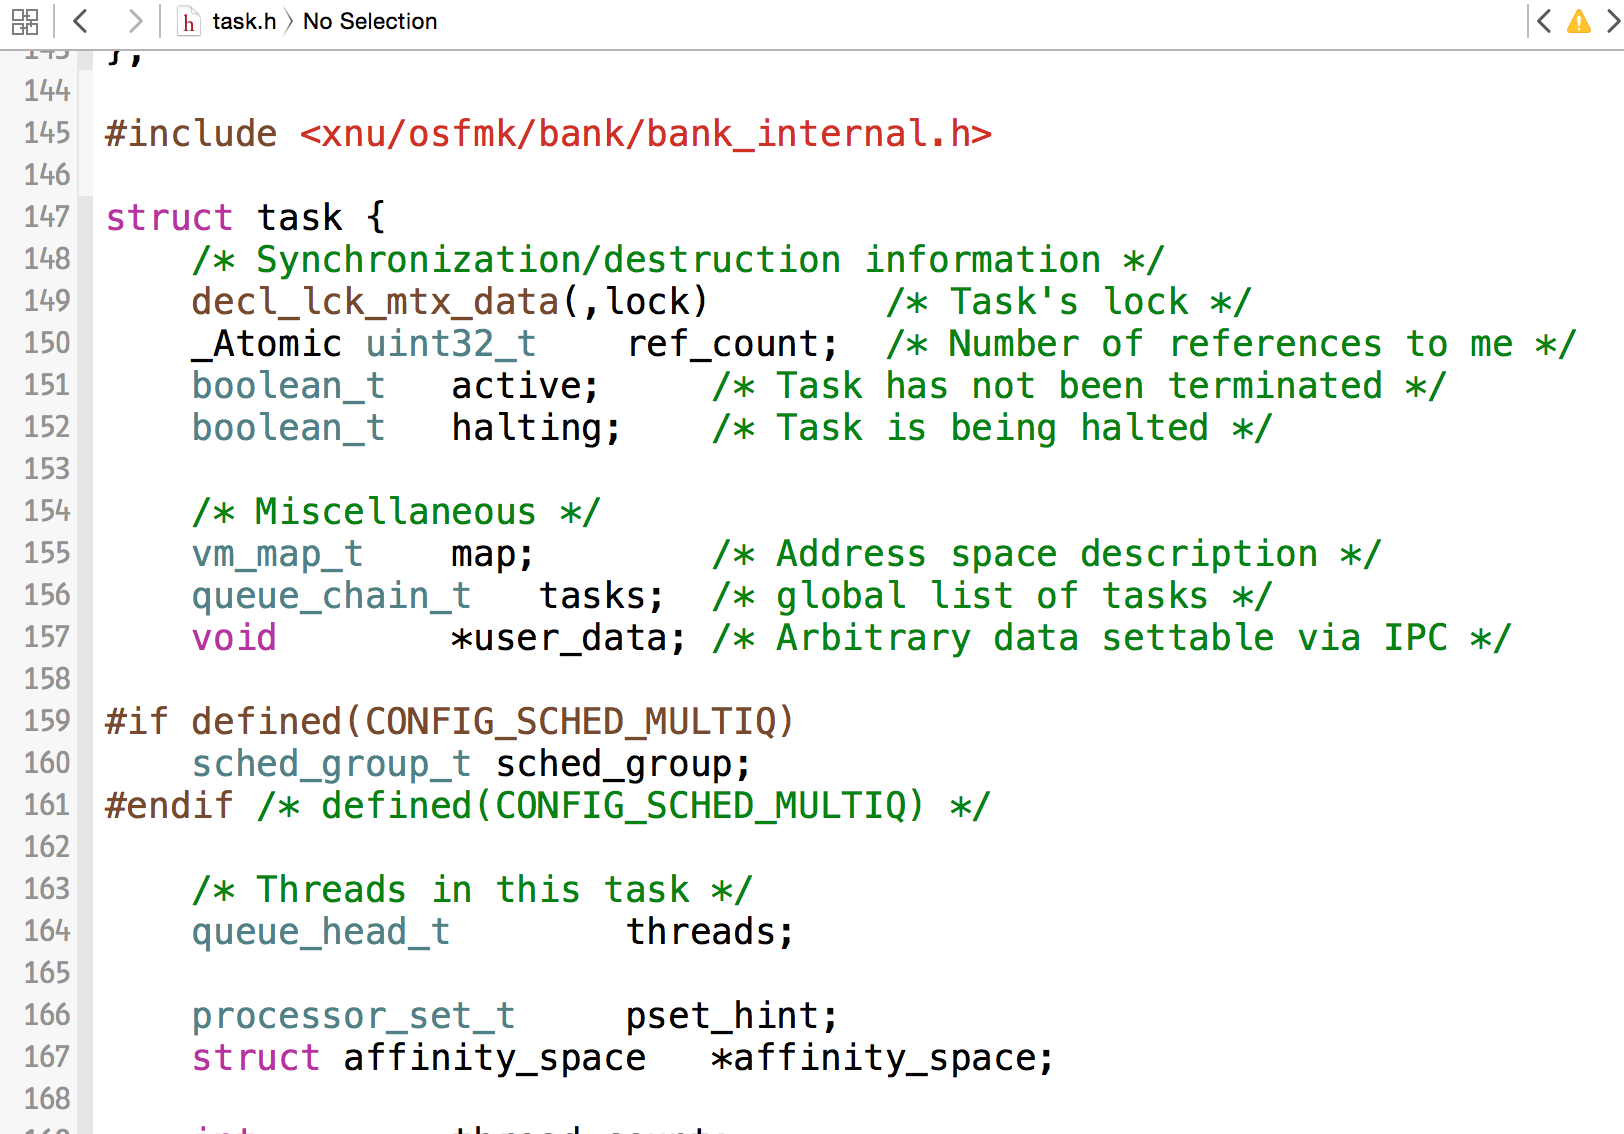 task.h No Selection
143 };
144
145 #include <xnu/osfmk/bank/bank_internal.h>
146
147 struct task {
148 /* Synchronization/destruction information */
149 decl_lck_mtx_data(,lock) /* Task's lock */
150 _Atomic uint32_t ref_count; /* Number of references to me */
151 boolean_t active; /* Task has not been terminated */
152 boolean_t halting; /* Task is being halted */
153
154 /* Miscellaneous */
155 vm_map_t map; /* Address space description */
156 queue_chain_t tasks; /* global list of tasks */
157 void *user_data; /* Arbitrary data settable via IPC */
158
159 #if defined(CONFIG_SCHED_MULTIQ)
160 sched_group_t sched_group;
161 #endif /* defined(CONFIG_SCHED_MULTIQ) */
162
163 /* Threads in this task */
164 queue_head_t threads;
165
166 processor_set_t pset_hint;
167 struct affinity_space *affinity_space;
168
169 int thread_count;